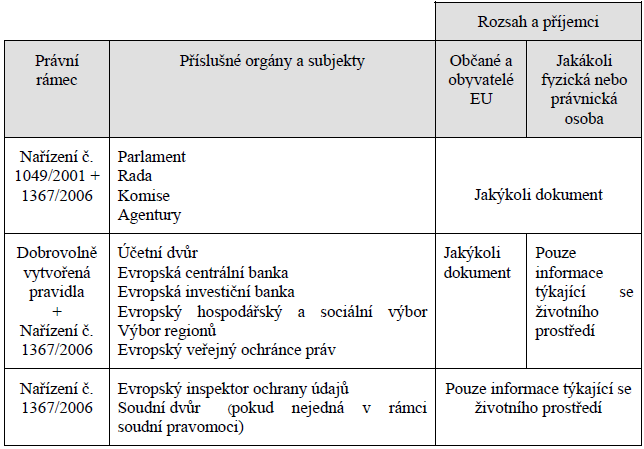 Rozsah a příjemci
Právní
rámec
Příslušné orgány a subjekty
Občané a
obyvatelé
EU
Jakákoli
fyzická nebo
právnická
osoba
Nařízení č.
1049/2001 +
1367/2006
Parlament
Rada
Komise
Agentury
Jakýkoli dokument
Dobrovolně
vytvořená
pravidla
+
Nařízení č.
1367/2006
Účetní dvůr
Evropská centrální banka
Evropská investiční banka
Evropský hospodářský a sociální výbor
Výbor regionů
Evropský veřejný ochránce práv
Jakýkoli
dokument
Pouze
informace
týkající se
životního
prostředí
Nařízení č.
1367/2006
Evropský inspektor ochrany údajů
Soudní dvůr (pokud nejedná v rámci
soudní pravomoci)
Pouze informace týkající se
životního prostředí